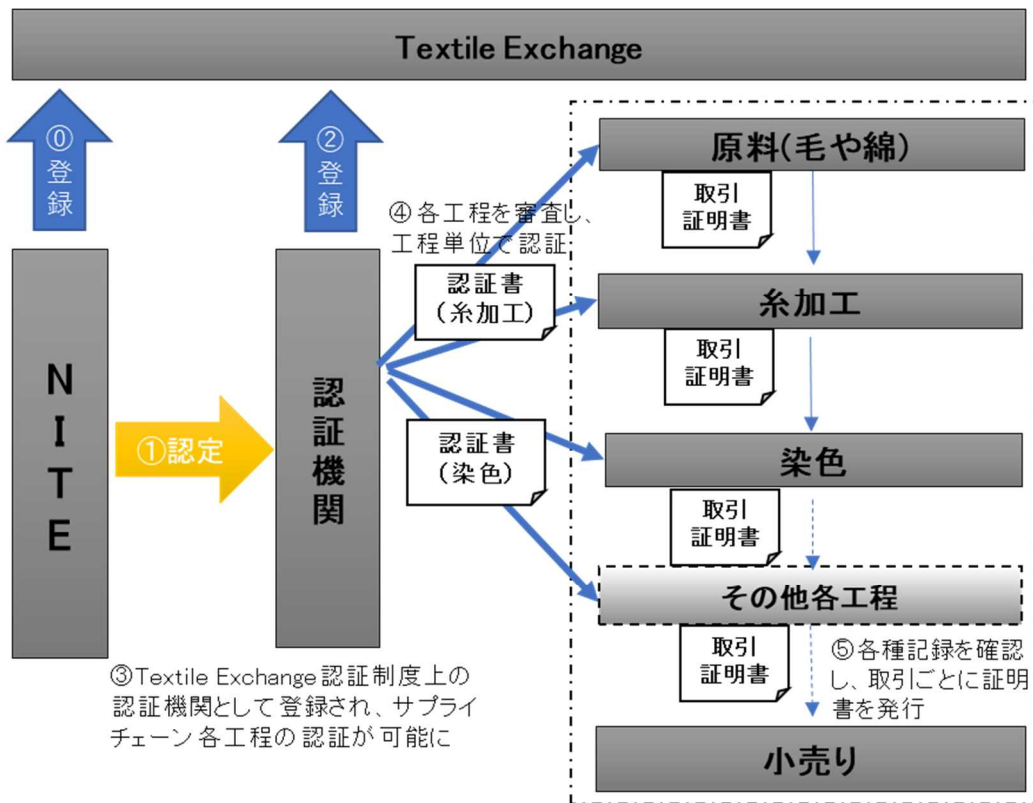 Textile Exchange
⓪
登
録
②
登
録
原料(毛や綿)
取引
証明書
④各工程を審査し、
工程単位で認証
認証書
(糸加工)
糸加工
取引
証明書
NITE
①認定
認証機関
認証書
(染色)
染色
取引
証明書
その他各工程
取引
証明書
⑤各種記録を確認
し、取引ごとに証明
書を発行
③Textile Exchange認証制度上の
認証機関として登録され、サプライ
チェーン各工程の認証が可能に
小売り